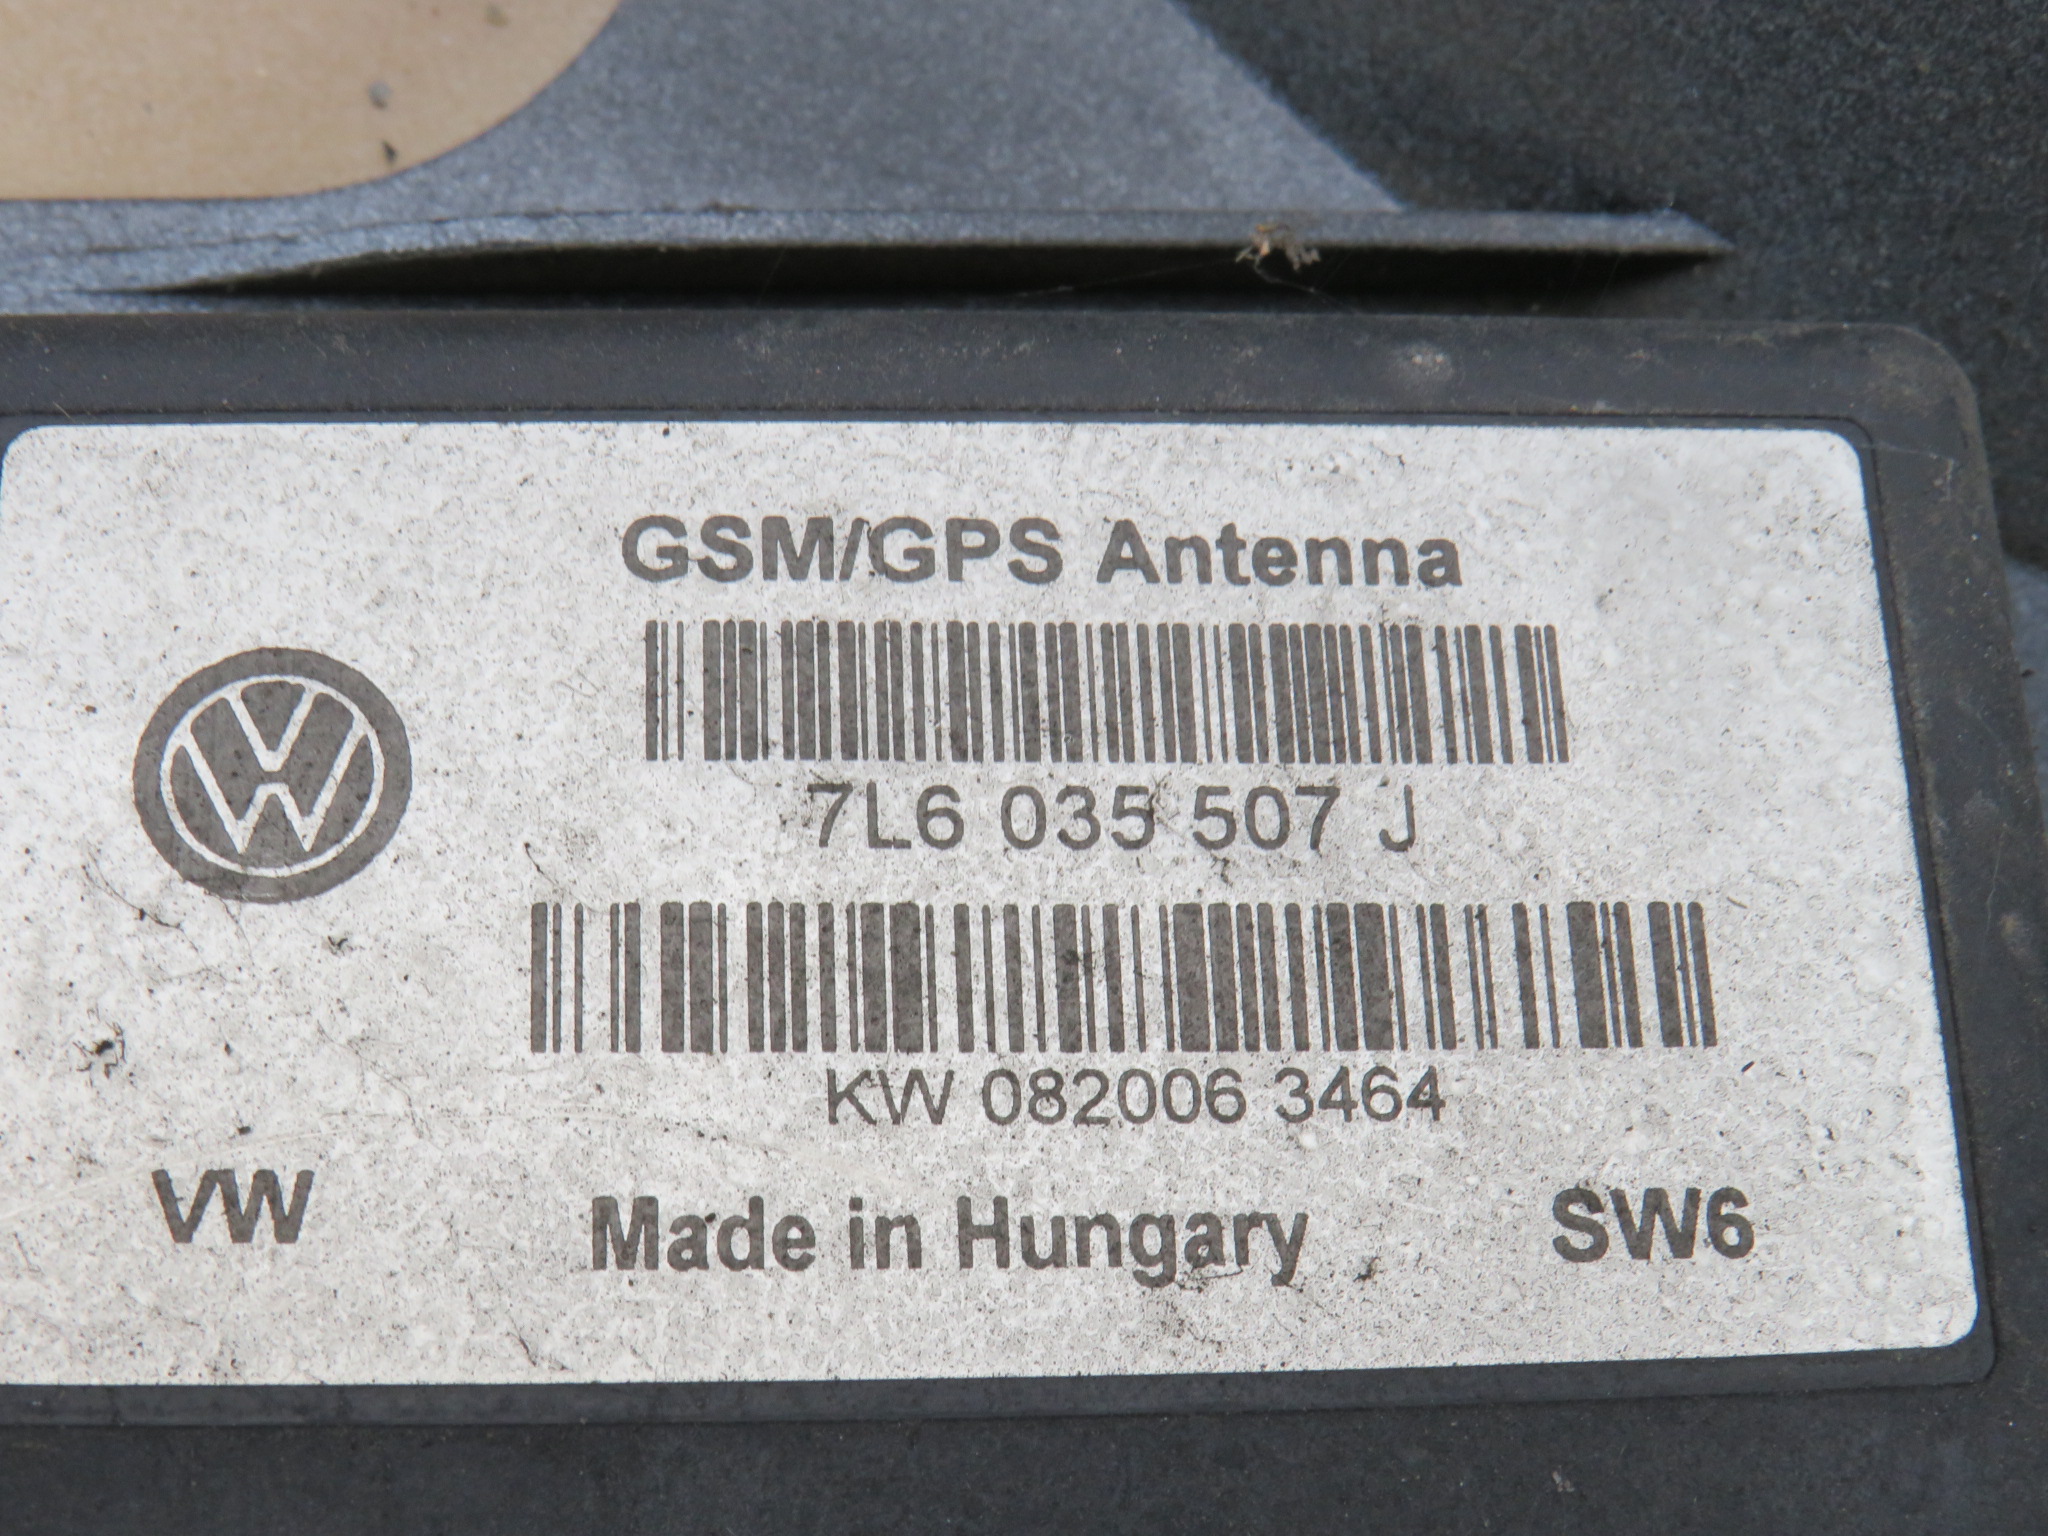 GSM/GPS Antenna
7L6 035 507 J
KW 082006 3464
VW Made in Hungary SW6